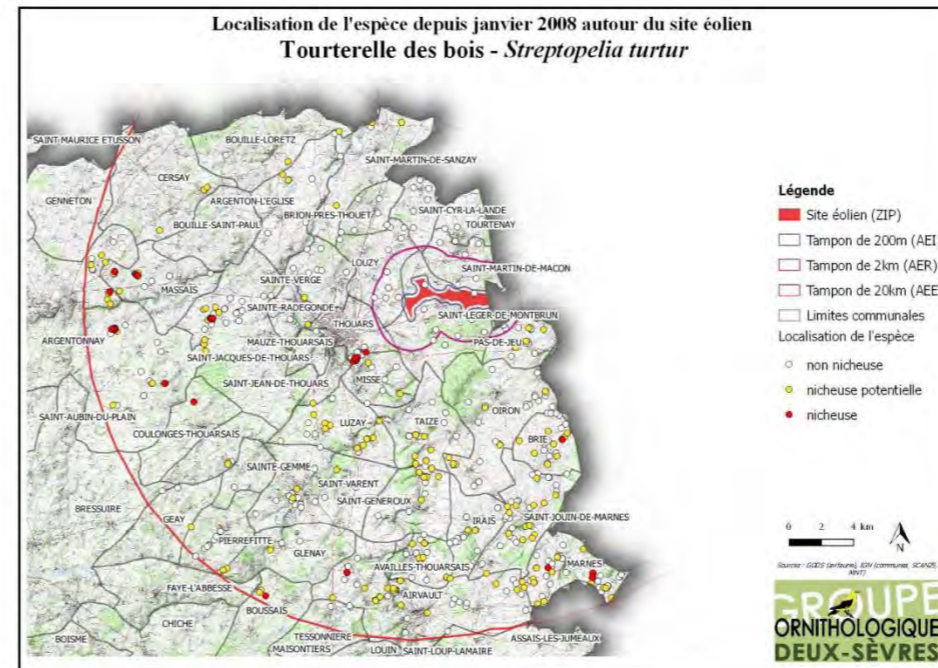 Localisation de l'espèce depuis janvier 2008 autour du site éolien
Tourterelle des bois - Streptopelia turtur
SAINT-MAURICE ETUSSON
BOUILLE-LORETZ
SAINT-MARTIN-DE-SANZAY
CERSAY
GENNETON
ARGENTON-L'EGLISE
BRION-PRES-THOUET
SAINT-CYR-LA-LANDE
BOUILLE-SAINT-PAUL
TOURTENAY
LOUZY
SAINT-MARTIN-DE-MACON
SAINTE-VERGE
MASSAIS
SAINTE-RADEGONDE
SAINT-LEGER-DE-MONTBRUN
THOUARS
ARGENTONNAY
MAUZE-THOUARSAIS
PAS-DE-JEU
SAINT-JACQUES-DE-THOUARS
MISSE
SAINT-JEAN-DE-THOUARS
OIRON
SAINT-AUBIN-DU-PLAIN
LUZAY
TAIZE
COULONGES-THOUARSAIS
BRIE
SAINTE-GEMME
SAINT-VARENT
SAINT-GENEROUX
BRESSUIRE
GEAY
IRAIS
SAINT-JOUIN-DE-MARNES
PIERREFITTE
GLENAY
AVAILLES-THOUARSAIS
MARNES
FAYE-L'ABBESSE
AIRVAULT
BOUSSAIS
CHICHE
BOISME
TESSONNIERE
ASSAIS-LES-JUMEAUX
MAISONTIERS
LOUIN
SAINT-LOUP-LAMAIRE
Légende
Site éolien (ZIP)
Tampon de 200m (AEI
Tampon de 2km (AER)
Tampon de 20km (AEE
Limites communales
Localisation de l'espèce
non nicheuse
nicheuse potentielle
nicheuse
0 2 4 km
N
GROUPE
ORNITHOLOGIQUE
DEUX-SÈVRES